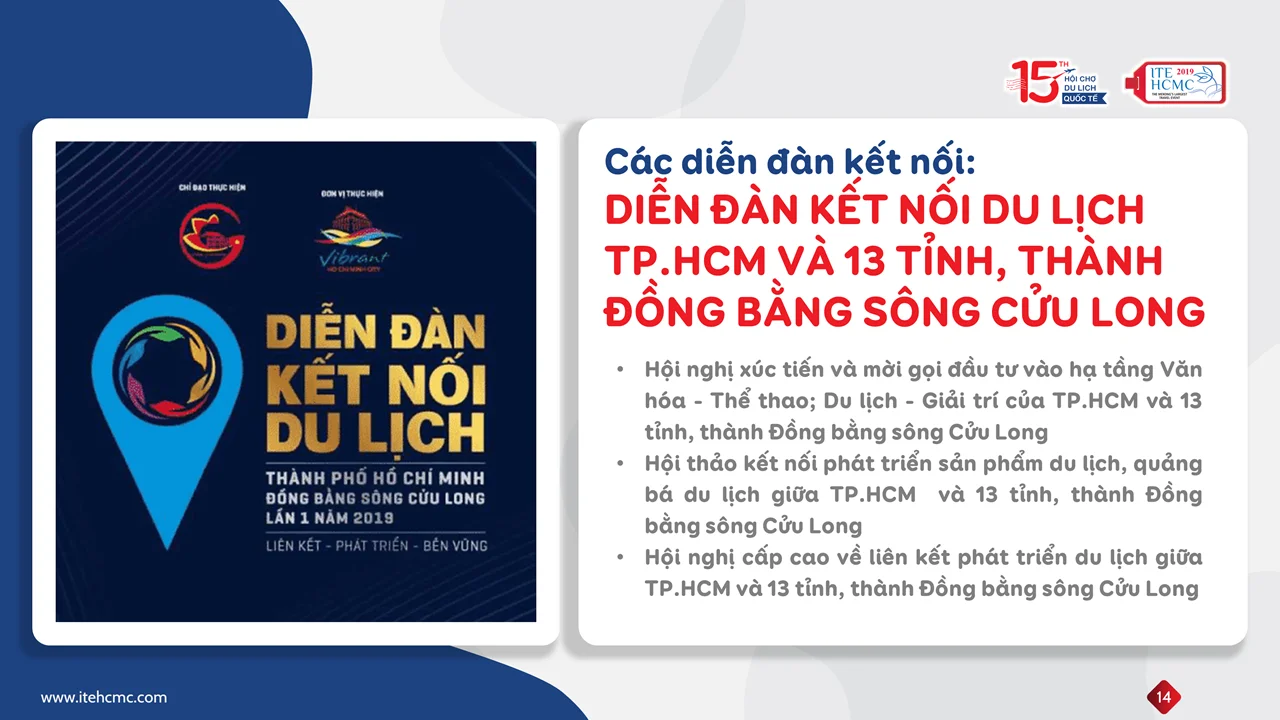 15TH
HỘI CHỢ
DU LỊCH
QUỐC TẾ
ITE 2019
HCMC
THE MEKONG'S LARGEST
TRAVEL EVENT
CHỈ ĐẠO THỰC HIỆN
ĐƠN VỊ THỰC HIỆN
Vibrant
HO CHI MINH CITY
DIỄN ĐÀN
KẾT NỐI
DU LỊCH
THÀNH PHỐ HỒ CHÍ MINH
ĐỒNG BẰNG SÔNG CỬU LONG
LẦN 1 NĂM 2019
LIÊN KẾT - PHÁT TRIỂN - BỀN VỮNG
Các diễn đàn kết nối:
DIỄN ĐÀN KẾT NỐI DU LỊCH
TP.HCM VÀ 13 TỈNH, THÀNH
ĐỒNG BẰNG SÔNG CỬU LONG
• Hội nghị xúc tiến và mời gọi đầu tư vào hạ tầng Văn
hóa - Thể thao; Du lịch - Giải trí của TP.HCM và 13
tỉnh, thành Đồng bằng sông Cửu Long
• Hội thảo kết nối phát triển sản phẩm du lịch, quảng
bá du lịch giữa TP.HCM và 13 tỉnh, thành Đồng
bằng sông Cửu Long
• Hội nghị cấp cao về liên kết phát triển du lịch giữa
TP.HCM và 13 tỉnh, thành Đồng bằng sông Cửu Long
www.itehcmc.com
14